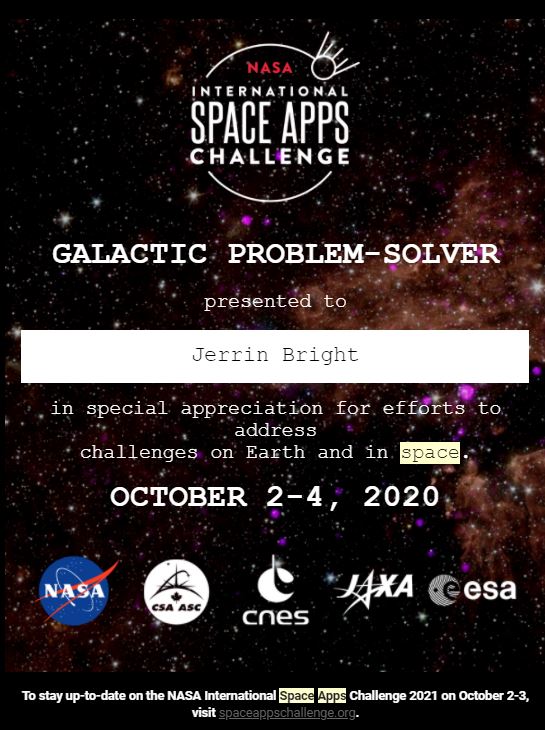 NASA
INTERNATIONAL
SPACE APPS
CHALLENGE
GALACTIC PROBLEM-SOLVER
presented to
Jerrin Bright
in special appreciation for efforts to
address
challenges on Earth and in space.
OCTOBER 2-4, 2020
NASA CSA ASC cnes JAXA esa
To stay up-to-date on the NASA International Space Apps Challenge 2021 on October 2-3,
visit spaceappschallenge.org.